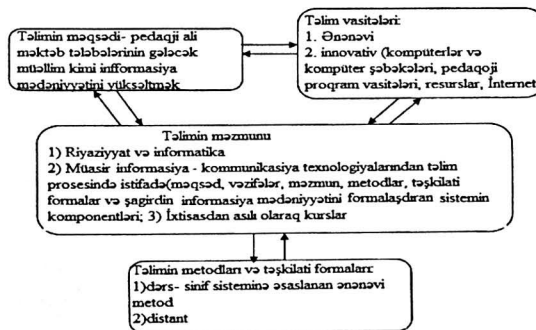 Təlimin məqsədi- pedaqji ali
məktəb tələbələrinin gələcək
müəllim kimi infformasiya
mədəniyyətini yüksəltmək
Təlim vasitələri:
1. Ənənəvi
2. innovativ (kompüterlər və
kompüter şəbəkələri, pedaqoji
proqram vasitələri, resurslar, İnternet
Təlimin məzmunu
1) Riyaziyyat və informatika
2) Müasir informasiya - kommunikasiya texnologiyalarından təlim
prosesində istifadə(məqsəd, vəzifələr, məzmun, metodlar, təşkilati
formalar və şagirdin informasiya mədəniyyətini formalaşdıran sistemin
komponentləri; 3) İxtisasdan asılı olaraq kurslar
Təlimin metodları və təşkilati formaları:
1)dərs- sinif sisteminə əsaslanan ənənəvi
metod
2)distant